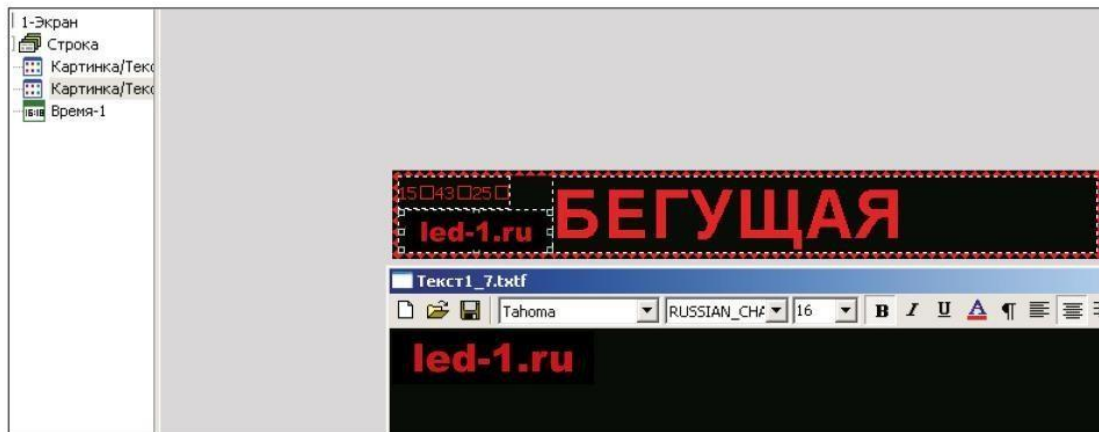 1-Экран
Строка
Картинка/Текс
Картинка/Текс
Время-1
15□43□25□
led-1.ru
БЕГУЩАЯ
Текст1_7.txtf
Tahoma RUSSIAN_CHA 16 B I U A ¶
led-1.ru